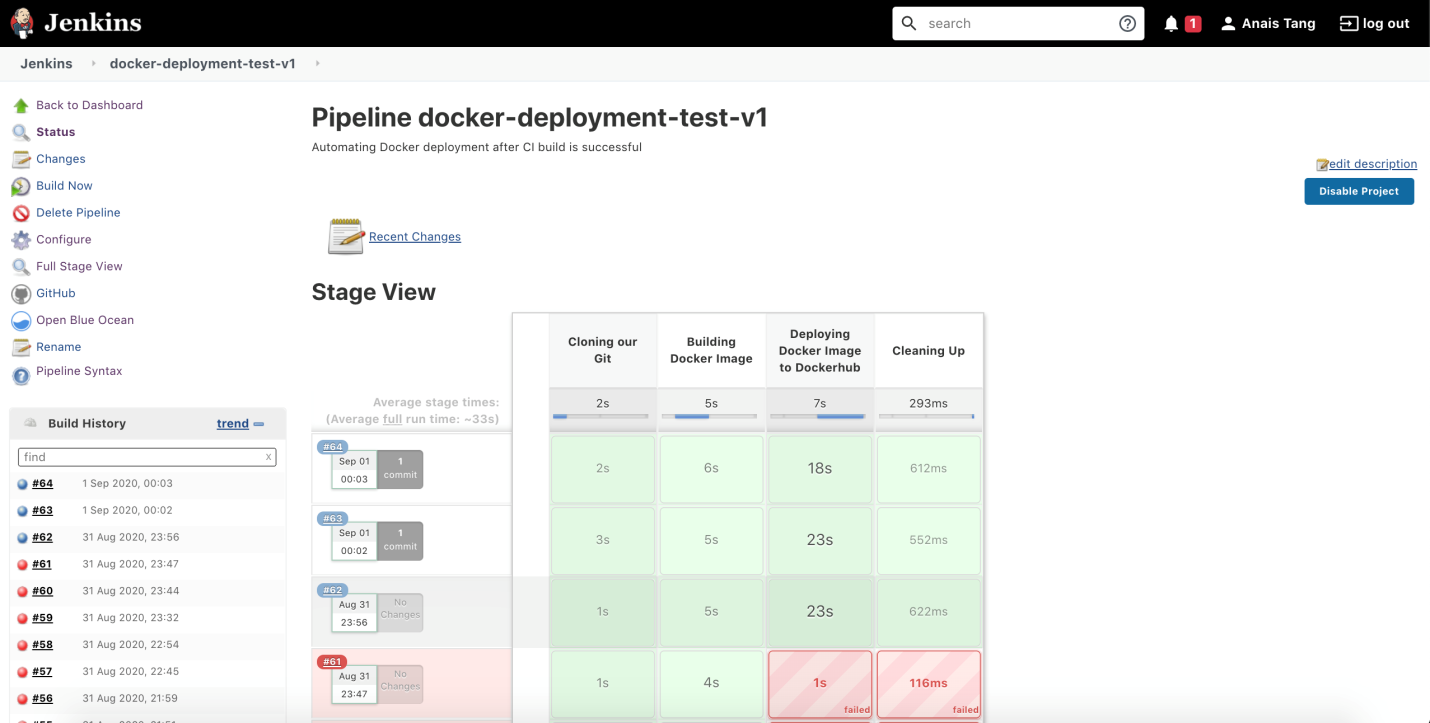 Jenkins
search
1
Anais Tang
log out
Jenkins
docker-deployment-test-v1
Back to Dashboard
Status
Changes
Build Now
Delete Pipeline
Configure
Full Stage View
GitHub
Open Blue Ocean
Rename
Pipeline Syntax
Build History
trend
find
x
#64 1 Sep 2020, 00:03
#63 1 Sep 2020, 00:02
#62 31 Aug 2020, 23:56
#61 31 Aug 2020, 23:47
#60 31 Aug 2020, 23:44
#59 31 Aug 2020, 23:32
#58 31 Aug 2020, 22:54
#57 31 Aug 2020, 22:45
#56 31 Aug 2020, 21:59
Pipeline docker-deployment-test-v1
Automating Docker deployment after CI build is successful
edit description
Disable Project
Recent Changes
Stage View
Cloning our
Git
Building
Docker Image
Deploying
Docker Image
to Dockerhub
Cleaning Up
Average stage times:
(Average full run time: ~33s)
2s
5s
7s
293ms
#64
Sep 01
00:03
1
commit
2s
6s
18s
612ms
#63
Sep 01
00:02
1
commit
3s
5s
23s
552ms
#62
Aug 31
23:56
No
Changes
1s
5s
23s
622ms
#61
Aug 31
23:47
No
Changes
1s
4s
1s
failed
116ms
failed